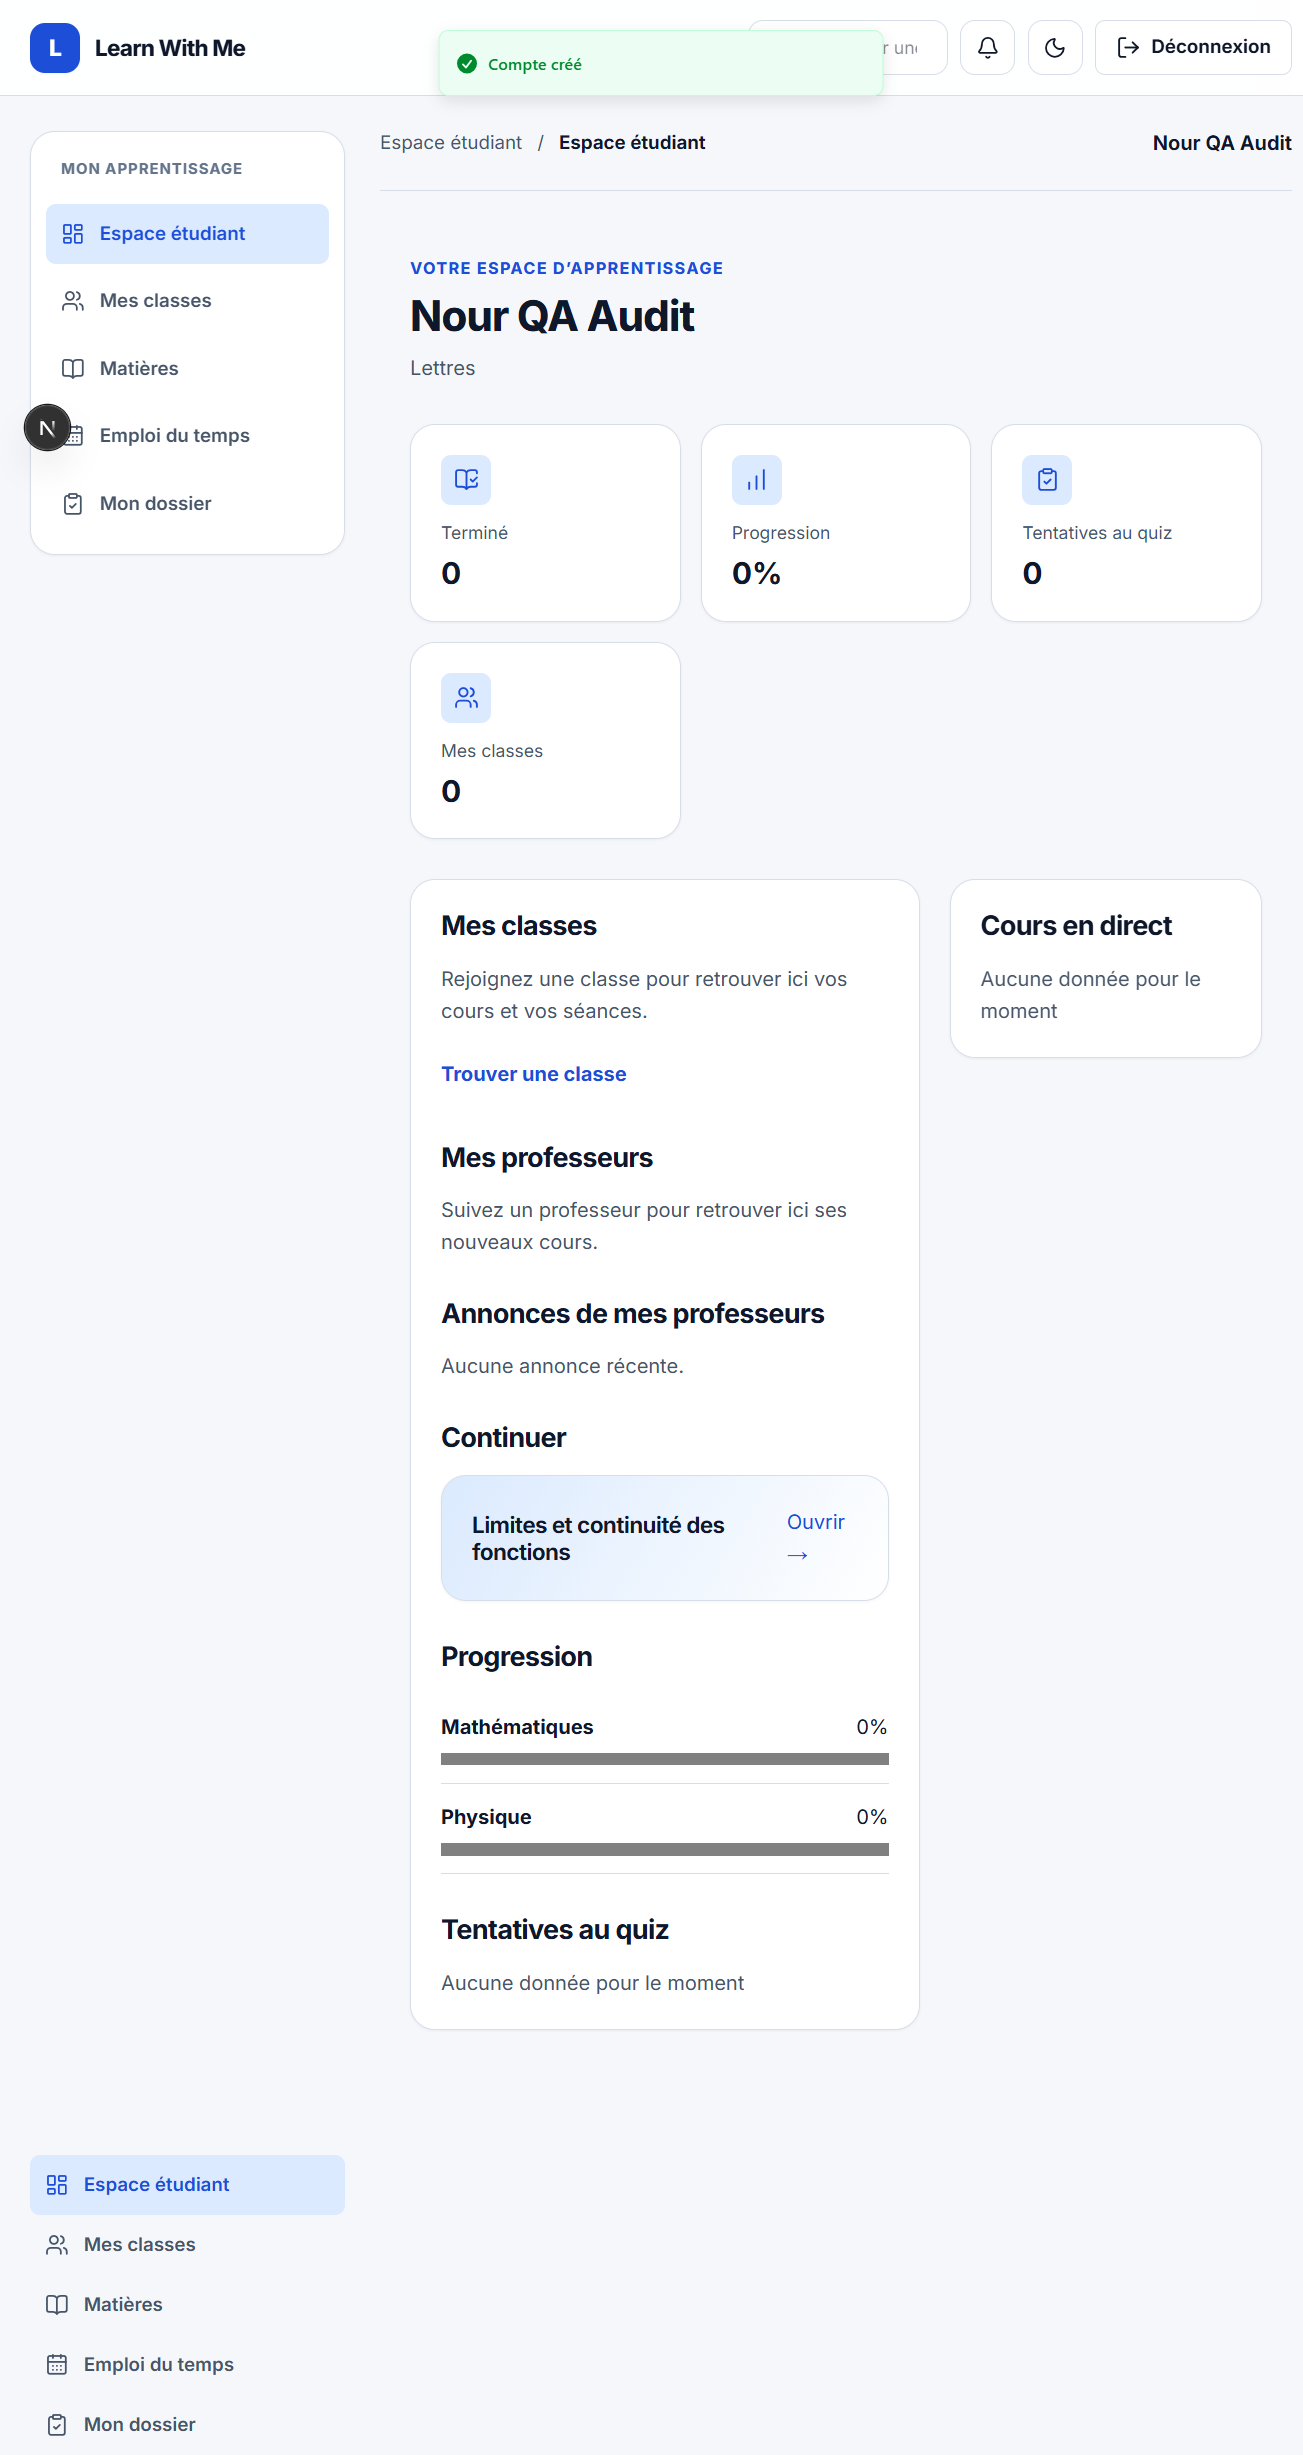 L Learn With Me
Compte créé
r une
Déconnexion
MON APPRENTISSAGE
Espace étudiant
Mes classes
Matières
N Emploi du temps
Mon dossier
Espace étudiant / Espace étudiant
Nour QA Audit
VOTRE ESPACE D’APPRENTISSAGE
Nour QA Audit
Lettres
Terminé
0
Progression
0%
Tentatives au quiz
0
Mes classes
0
Mes classes
Rejoignez une classe pour retrouver ici vos
cours et vos séances.
Trouver une classe
Mes professeurs
Suivez un professeur pour retrouver ici ses
nouveaux cours.
Annonces de mes professeurs
Aucune annonce récente.
Continuer
Limites et continuité des
fonctions
Ouvrir
→
Progression
Mathématiques 0%
Physique 0%
Tentatives au quiz
Aucune donnée pour le moment
Cours en direct
Aucune donnée pour le
moment
Espace étudiant
Mes classes
Matières
Emploi du temps
Mon dossier